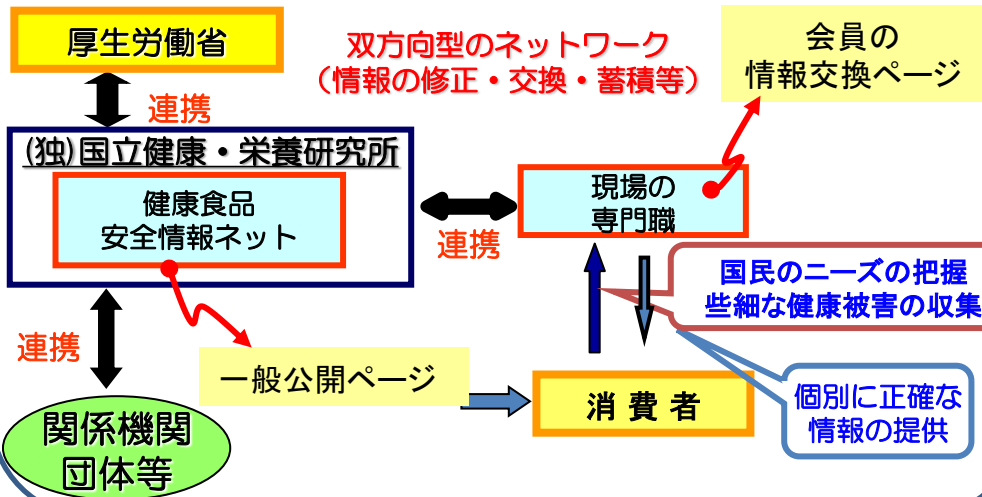 厚生労働省
双方向型のネットワーク
（情報の修正・交換・蓄積等）
会員の
情報交換ページ
連携
(独)国立健康・栄養研究所
健康食品
安全情報ネット
連携
現場の
専門職
国民のニーズの把握
些細な健康被害の収集
連携
一般公開ページ
消費者
個別に正確な
情報の提供
関係機関
団体等